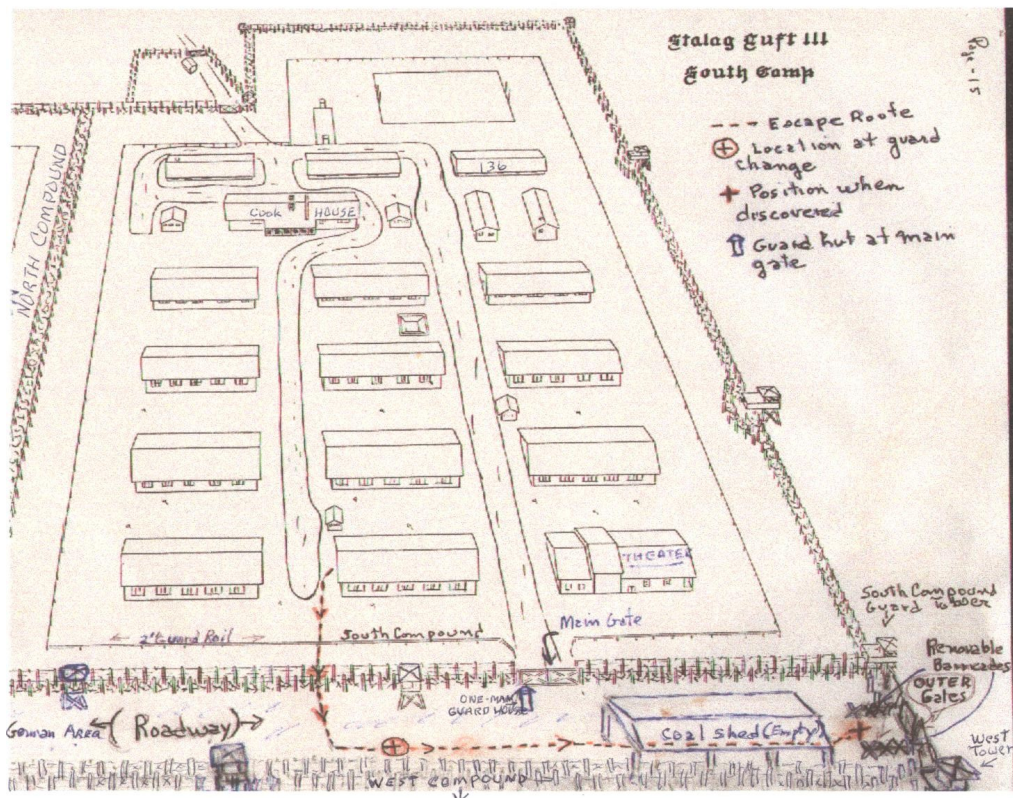 Stalag Luft III
South Camp
--- Escape Route
Location at guard
change
Position when
discovered
Guard hut at main
gate
NORTH COMPOUND
136
Cook HOUSE
THEATER
South Compound
Guard Tower
Main Gate
2' Guard Rail
South Compound
Removable
Barricades
OUTER
Gates
ONE-MAN
GUARD HOUSE
German Area
(Roadway)
Coal shed (Empty)
West
Tower
WEST COMPOUND